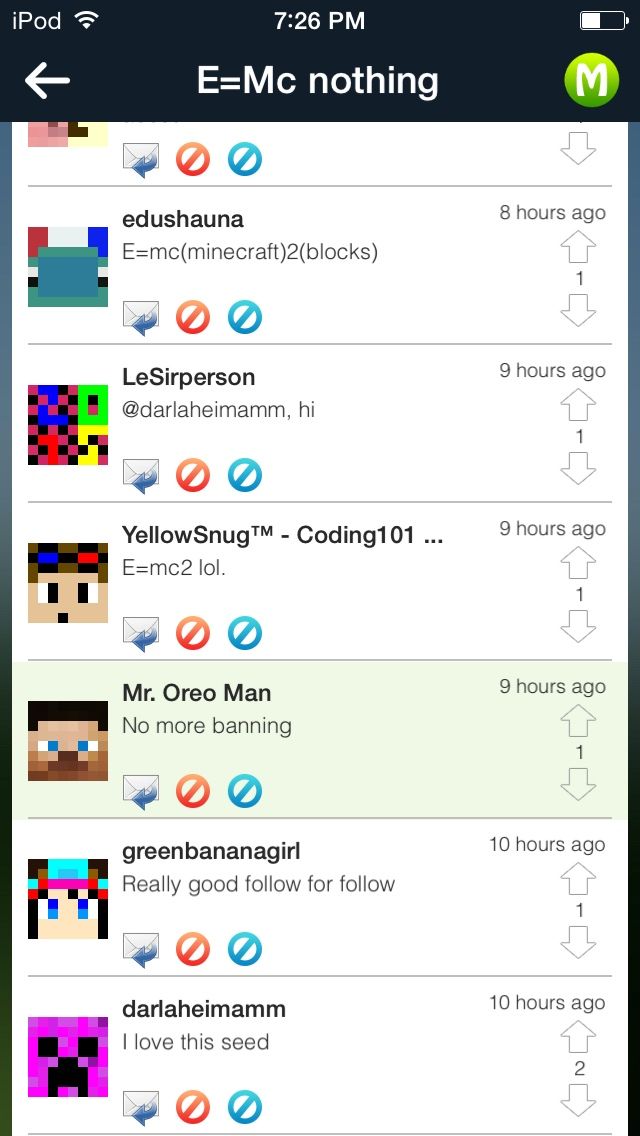 iPod 7:26 PM
E=Mc nothing M
8 hours ago
edushauna
E=mc(minecraft)2(blocks)
1
9 hours ago
LeSirperson
@darlaheimamm, hi
1
9 hours ago
YellowSnug™ - Coding101 ...
E=mc2 lol.
1
9 hours ago
Mr. Oreo Man
No more banning
1
10 hours ago
greenbananagirl
Really good follow for follow
1
10 hours ago
darlaheimamm
I love this seed
2